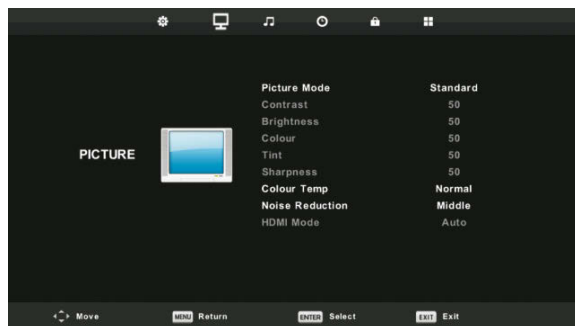 Picture Mode Standard
Contrast 50
Brightness 50
Colour 50
PICTURE
Tint 50
Sharpness 50
Colour Temp Normal
Noise Reduction Middle
HDMI Mode Auto
Move MENU Return ENTER Select EXIT Exit